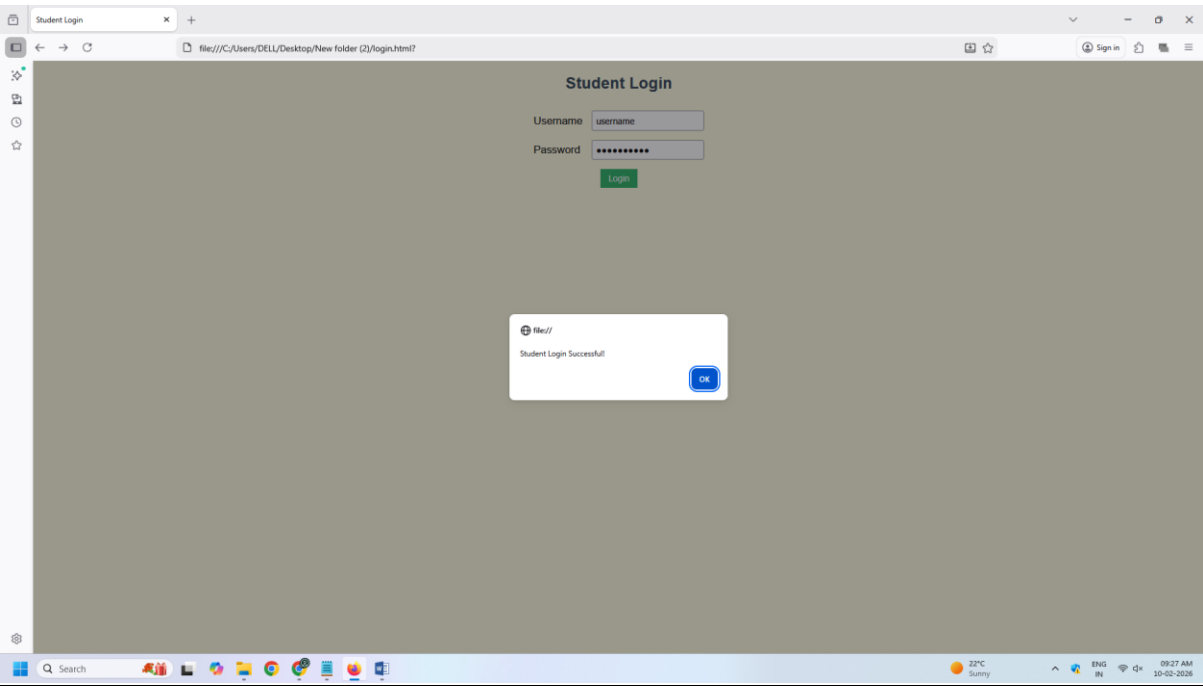 Student Login
file:///C:/Users/DELL/Desktop/New folder (2)/login.html?
Sign in
Student Login
Username username
Password ••••••••••
Login
file://
Student Login Successful!
OK
Search
22°C
Sunny
ENG
IN
09:27 AM
10-02-2026